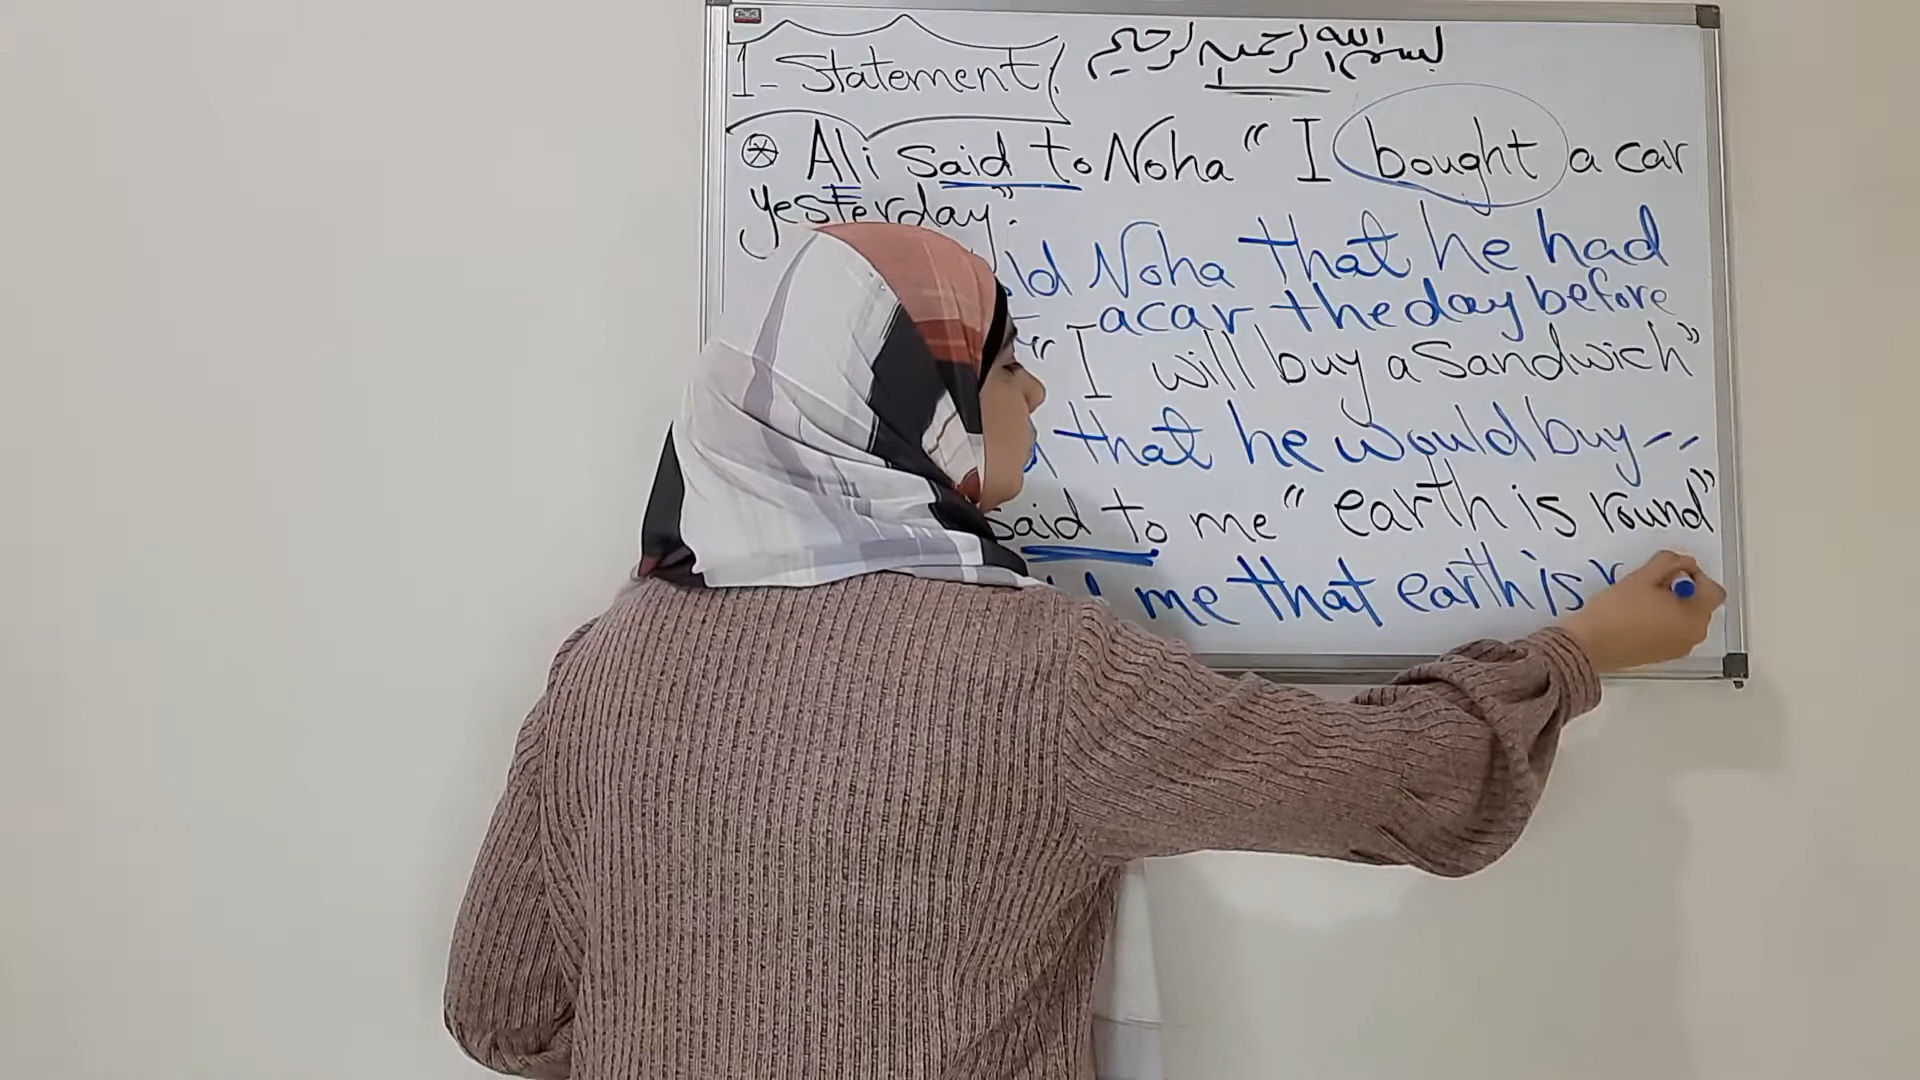 بسم الله الرحمن الرحيم
1- Statement:
Ali said to Noha “I bought a car
yesterday”.
Noha that he had
a car the day before
“I will buy a sandwich”
that he would buy --
said to me “earth is round”
me that earth is